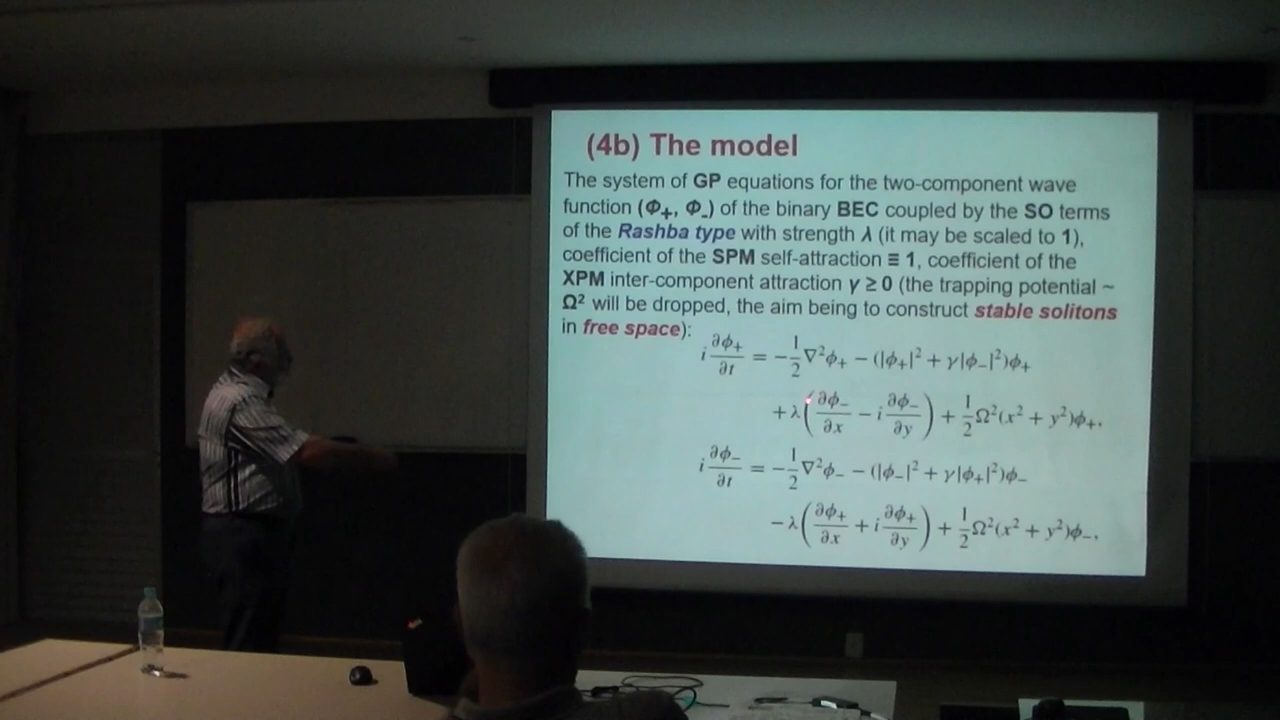 (4b) The model
The system of GP equations for the two-component wave
function (Φ₊, Φ₋) of the binary BEC coupled by the SO terms
of the Rashba type with strength λ (it may be scaled to 1),
coefficient of the SPM self-attraction ≡ 1, coefficient of the
XPM inter-component attraction γ ≥ 0 (the trapping potential ~
Ω² will be dropped, the aim being to construct stable solitons
in free space):
i ∂ϕ₊/∂t = −1/2 ∇²ϕ₊ − (|ϕ₊|² + γ|ϕ₋|²)ϕ₊
+ λ(∂ϕ₋/∂x − i ∂ϕ₋/∂y) + 1/2 Ω²(x² + y²)ϕ₊,
i ∂ϕ₋/∂t = −1/2 ∇²ϕ₋ − (|ϕ₋|² + γ|ϕ₊|²)ϕ₋
− λ(∂ϕ₊/∂x + i ∂ϕ₊/∂y) + 1/2 Ω²(x² + y²)ϕ₋,